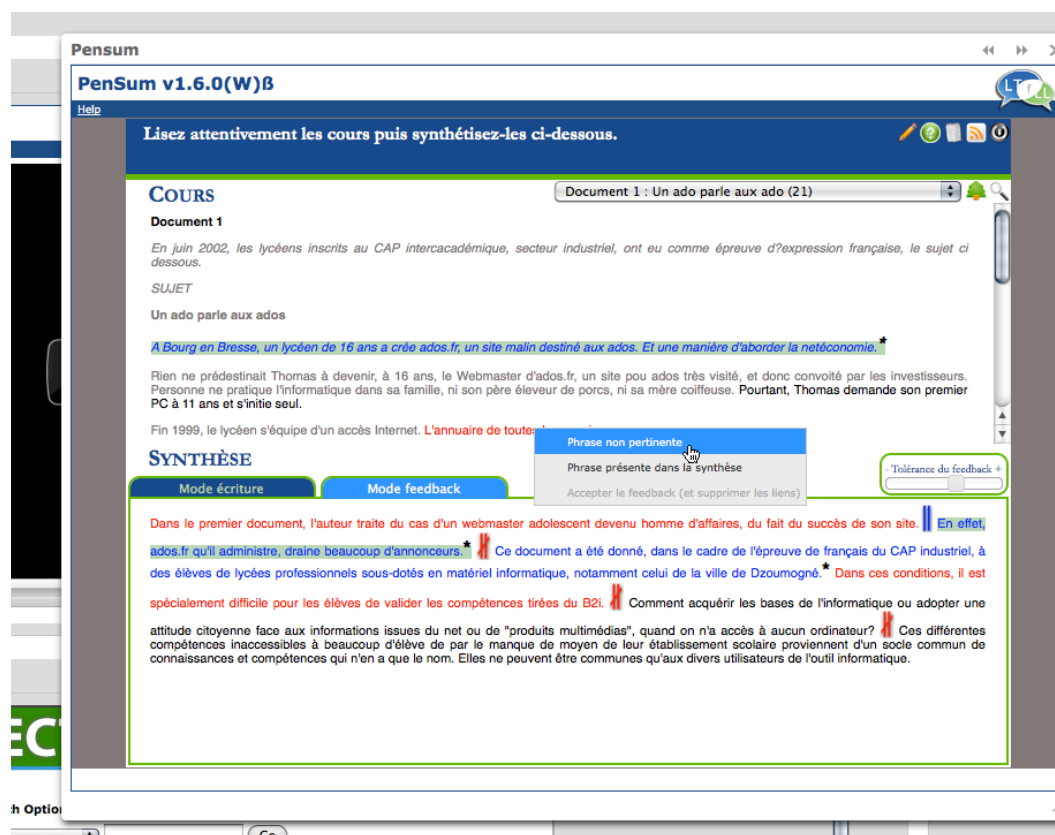 Pensum
PenSum v1.6.0(W)ß
LTfLL
Help
Lisez attentivement les cours puis synthétisez-les ci-dessous.
COURS
Document 1 : Un ado parle aux ado (21)
Document 1
En juin 2002, les lycéens inscrits au CAP intercacadémique, secteur industriel, ont eu comme épreuve d?expression française, le sujet ci
dessous.
SUJET
Un ado parle aux ados
A Bourg en Bresse, un lycéen de 16 ans a crée ados.fr, un site malin destiné aux ados. Et une manière d'aborder la netéconomie.*
Rien ne prédestinait Thomas à devenir, à 16 ans, le Webmaster d'ados.fr, un site pou ados très visité, et donc convoité par les investisseurs.
Personne ne pratique l'informatique dans sa famille, ni son père éleveur de porcs, ni sa mère coiffeuse. Pourtant, Thomas demande son premier
PC à 11 ans et s'initie seul.
Fin 1999, le lycéen s'équipe d'un accès Internet. L'annuaire de toutes
Phrase non pertinente
Phrase présente dans la synthèse
Accepter le feedback (et supprimer les liens)
SYNTHÈSE
- Tolérance du feedback +
Mode écriture
Mode feedback
Dans le premier document, l'auteur traite du cas d'un webmaster adolescent devenu homme d'affaires, du fait du succès de son site. En effet,
ados.fr qu'il administre, draine beaucoup d'annonceurs.* Ce document a été donné, dans le cadre de l'épreuve de français du CAP industriel, à
des élèves de lycées professionnels sous-dotés en matériel informatique, notamment celui de la ville de Dzoumogné.* Dans ces conditions, il est
spécialement difficile pour les élèves de valider les compétences tirées du B2i. Comment acquérir les bases de l'informatique ou adopter une
attitude citoyenne face aux informations issues du net ou de "produits multimédias", quand on n'a accès à aucun ordinateur? Ces différentes
compétences inaccessibles à beaucoup d'élève de par le manque de moyen de leur établissement scolaire proviennent d'un socle commun de
connaissances et compétences qui n'en a que le nom. Elles ne peuvent être communes qu'aux divers utilisateurs de l'outil informatique.
EC
h Optio
Go